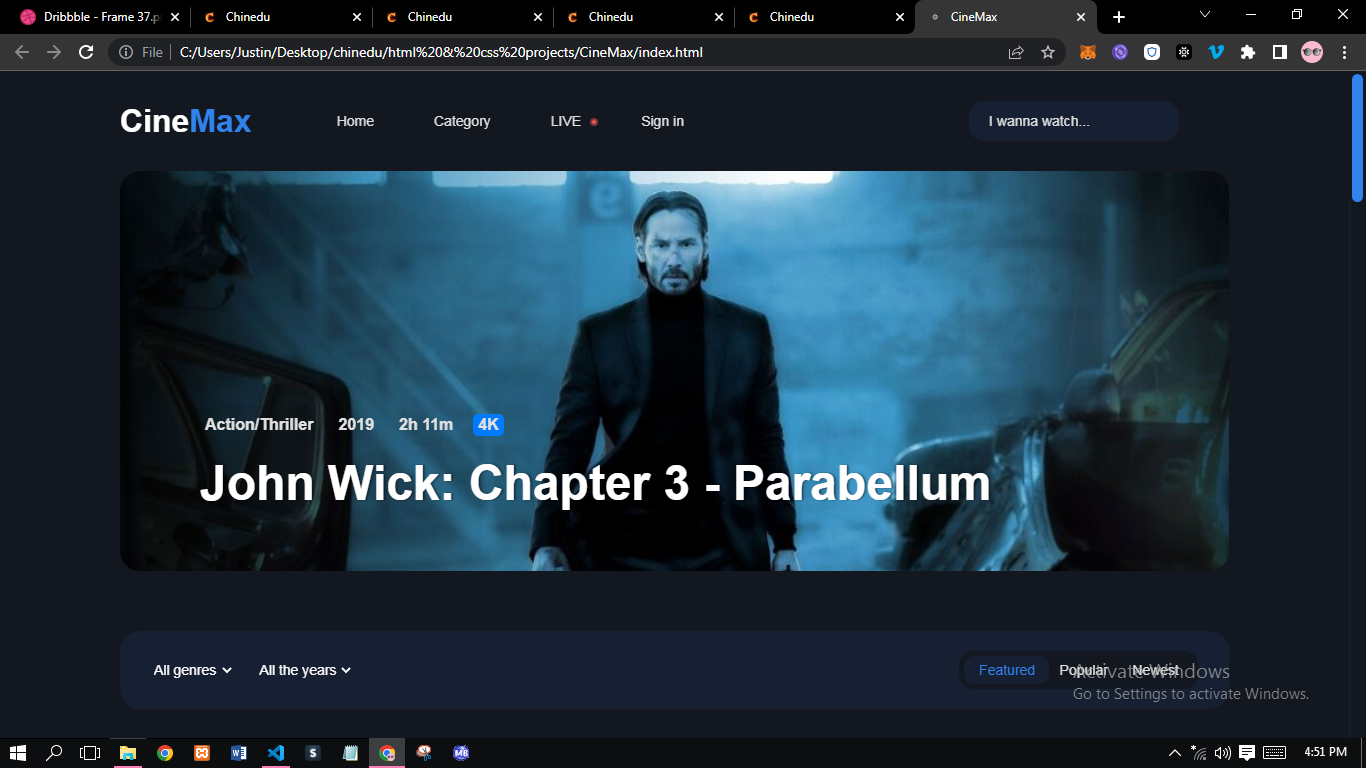 Dribbble - Frame 37.p
Chinedu
Chinedu
Chinedu
Chinedu
CineMax
File
C:/Users/Justin/Desktop/chinedu/html%20&%20css%20projects/CineMax/index.html
CineMax
Home
Category
LIVE
Sign in
I wanna watch...
e
Action/Thriller 2019 2h 11m 4K
John Wick: Chapter 3 - Parabellum
All genres
All the years
Featured
Popular
Newest
Activate Windows
Go to Settings to activate Windows.
4:51 PM